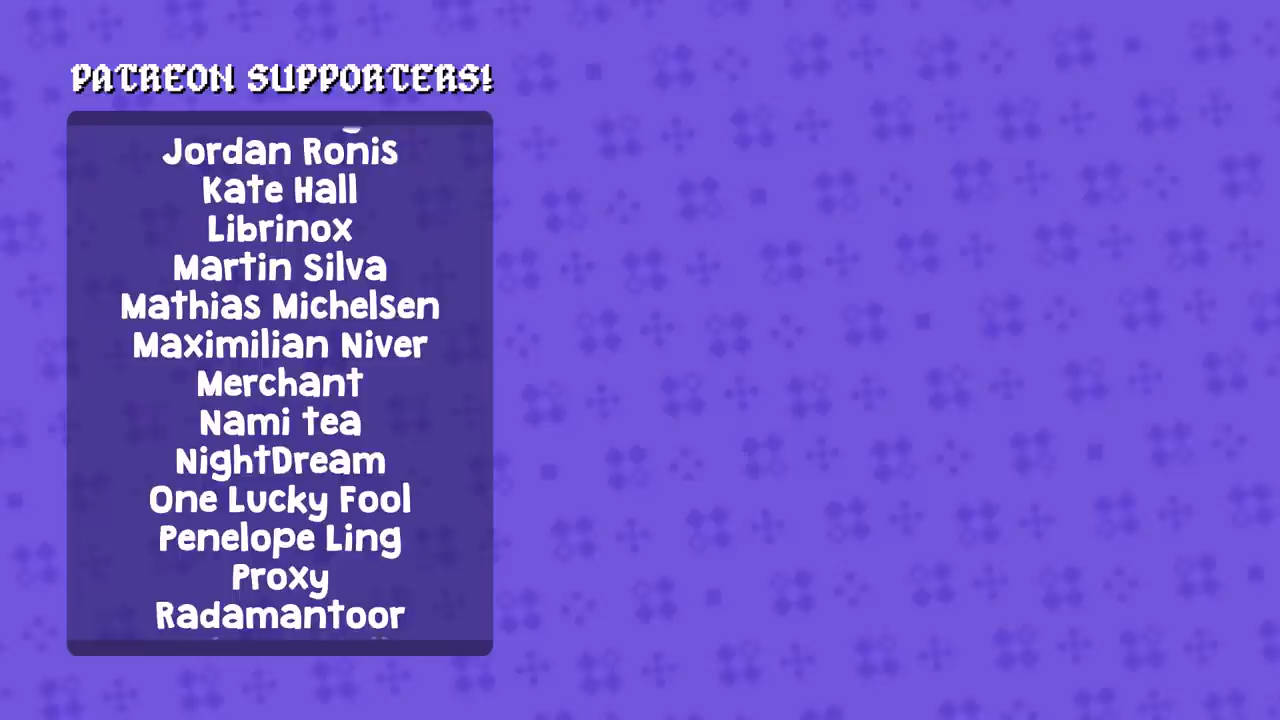 PATREON SUPPORTERS!
Jordan Ronis
Kate Hall
Librinox
Martin Silva
Mathias Michelsen
Maximilian Niver
Merchant
Nami tea
NightDream
One Lucky Fool
Penelope Ling
Proxy
Radamantoor